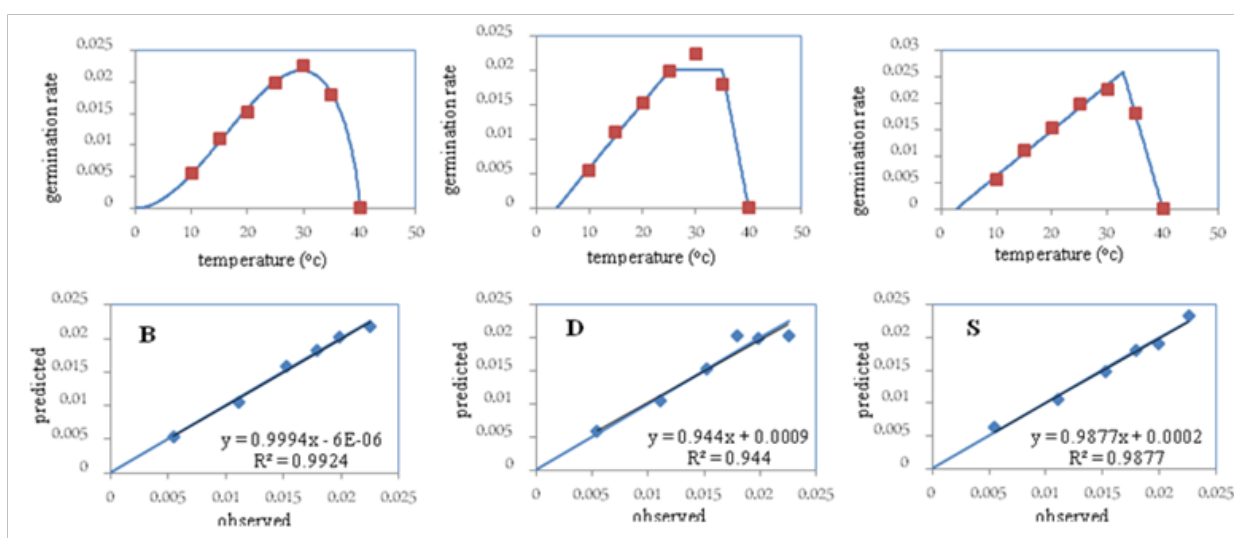 0.025
0.02
0.015
0.01
0.005
0
germination rate
0 10 20 30 40 50
temperature (ºc)
0.025
0.02
0.015
0.01
0.005
0
germination rate
0 10 20 30 40 50
temperature (ºc)
0.03
0.025
0.02
0.015
0.01
0.005
0
germination rate
0 10 20 30 40 50
temperature (ºc)
0.025
0.02
0.015
0.01
0.005
0
predicted
B
y = 0.9994x - 6E-06
R² = 0.9924
0 0.005 0.01 0.015 0.02 0.025
observed
0.025
0.02
0.015
0.01
0.005
0
predicted
D
y = 0.944x + 0.0009
R² = 0.944
0 0.005 0.01 0.015 0.02 0.025
observed
0.025
0.02
0.015
0.01
0.005
0
predicted
S
y = 0.9877x + 0.0002
R² = 0.9877
0 0.005 0.01 0.015 0.02 0.025
observed